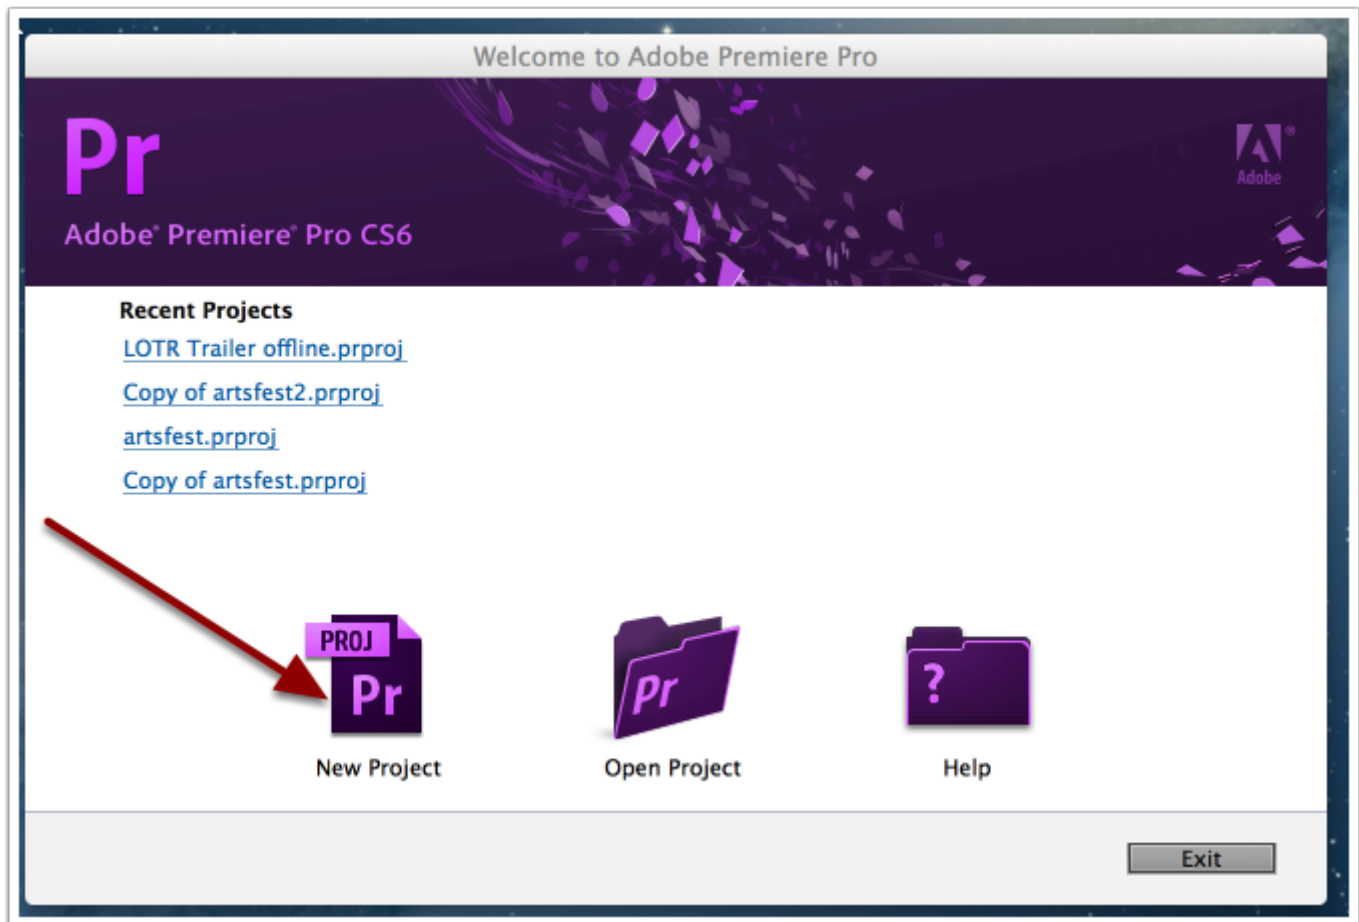 Welcome to Adobe Premiere Pro
Pr
Adobe® Premiere® Pro CS6
Adobe®
Recent Projects
LOTR Trailer offline.prproj
Copy of artsfest2.prproj
artsfest.prproj
Copy of artsfest.prproj
PROJ
Pr
Pr
?
New Project
Open Project
Help
Exit